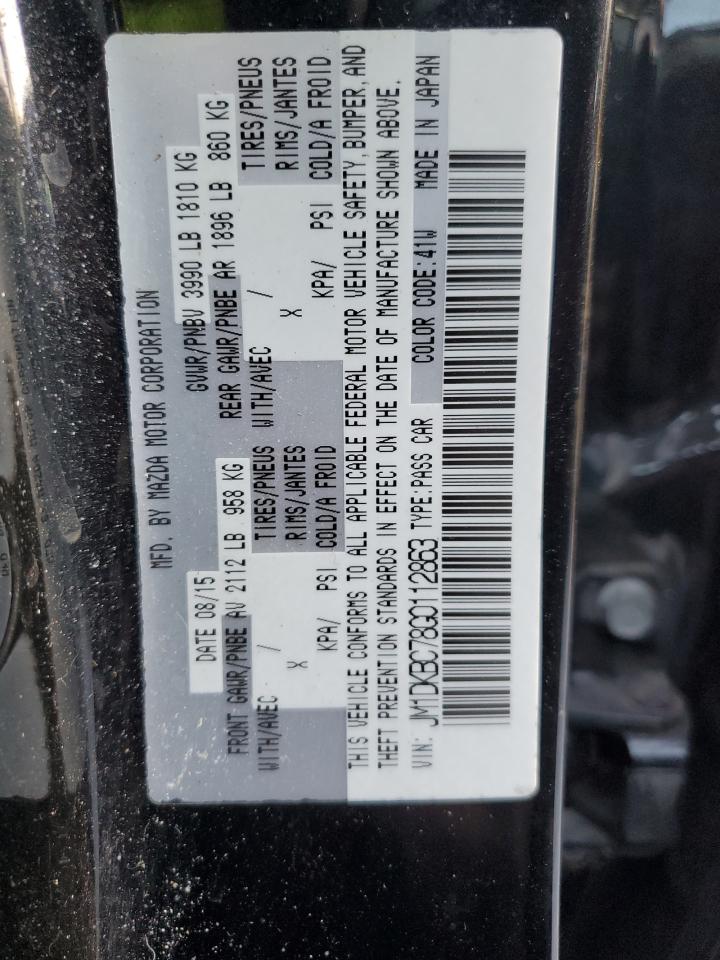 MFD. BY MAZDA MOTOR CORPORATION
DATE 08/15 GVWR/PNBV 3990 LB 1810 KG
FRONT GAWR/PNBE AV 2112 LB 958 KG REAR GAWR/PNBE AR 1896 LB 860 KG
WITH/AVEC TIRES/PNEUS WITH/AVEC / TIRES/PNEUS
X RIMS/JANTES X RIMS/JANTES
KPA/ PSI COLD/A FROID KPA/ PSI COLD/A FROID
THIS VEHICLE CONFORMS TO ALL APPLICABLE FEDERAL MOTOR VEHICLE SAFETY, BUMPER, AND
THEFT PREVENTION STANDARDS IN EFFECT ON THE DATE OF MANUFACTURE SHOWN ABOVE.
VIN: JM1DKBC78G0112863 TYPE:PASS CAR COLOR CODE:41W MADE IN JAPAN